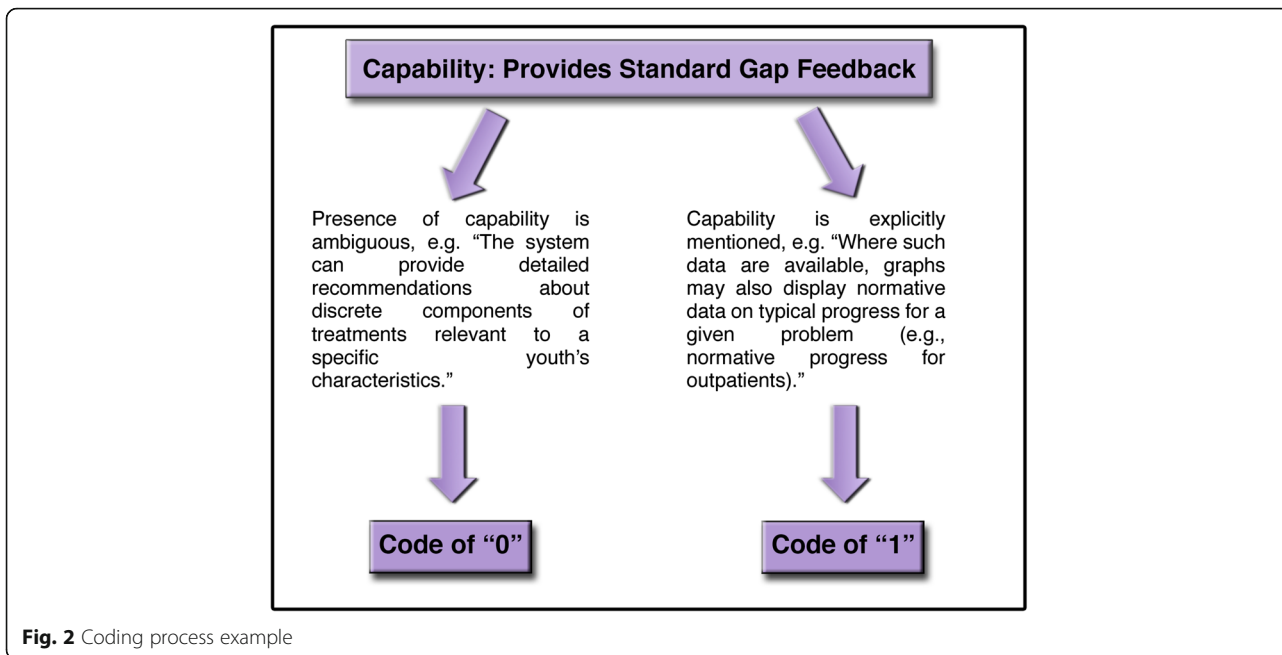 Capability: Provides Standard Gap Feedback
Presence of capability is
ambiguous, e.g. “The system
can provide detailed
recommendations about
discrete components of
treatments relevant to a
specific youth’s
characteristics.”
Capability is explicitly
mentioned, e.g. “Where such
data are available, graphs
may also display normative
data on typical progress for a
given problem (e.g.,
normative progress for
outpatients).”
Code of “0”
Code of “1”
Fig. 2 Coding process example